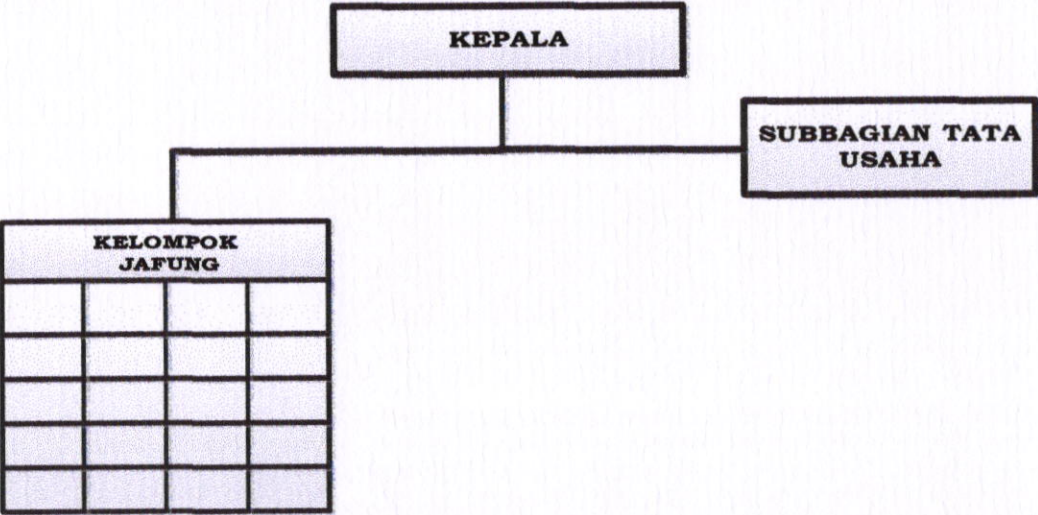 KEPALA
SUBBAGIAN TATA
USAHA
KELOMPOK
JAFUNG